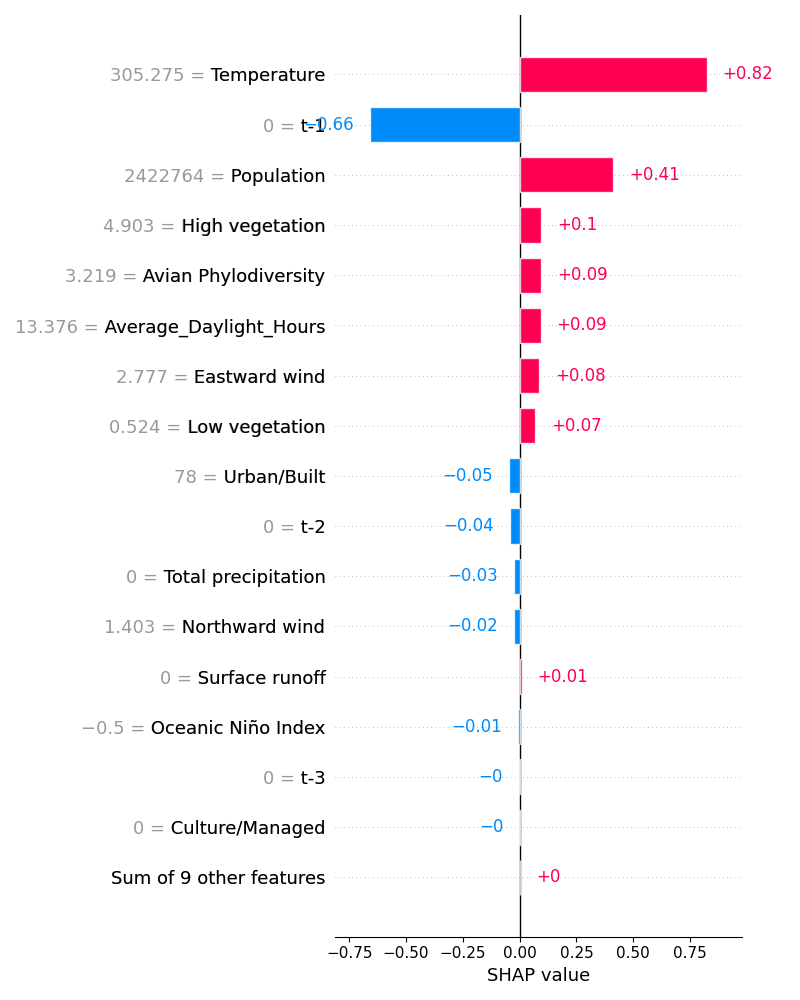 305.275 = Temperature +0.82
0 = t-1 −0.66
2422764 = Population +0.41
4.903 = High vegetation +0.1
3.219 = Avian Phylodiversity +0.09
13.376 = Average_Daylight_Hours +0.09
2.777 = Eastward wind +0.08
0.524 = Low vegetation +0.07
78 = Urban/Built −0.05
0 = t-2 −0.04
0 = Total precipitation −0.03
1.403 = Northward wind −0.02
0 = Surface runoff +0.01
−0.5 = Oceanic Niño Index −0.01
0 = t-3 −0
0 = Culture/Managed −0
Sum of 9 other features +0
−0.75 −0.50 −0.25 0.00 0.25 0.50 0.75
SHAP value